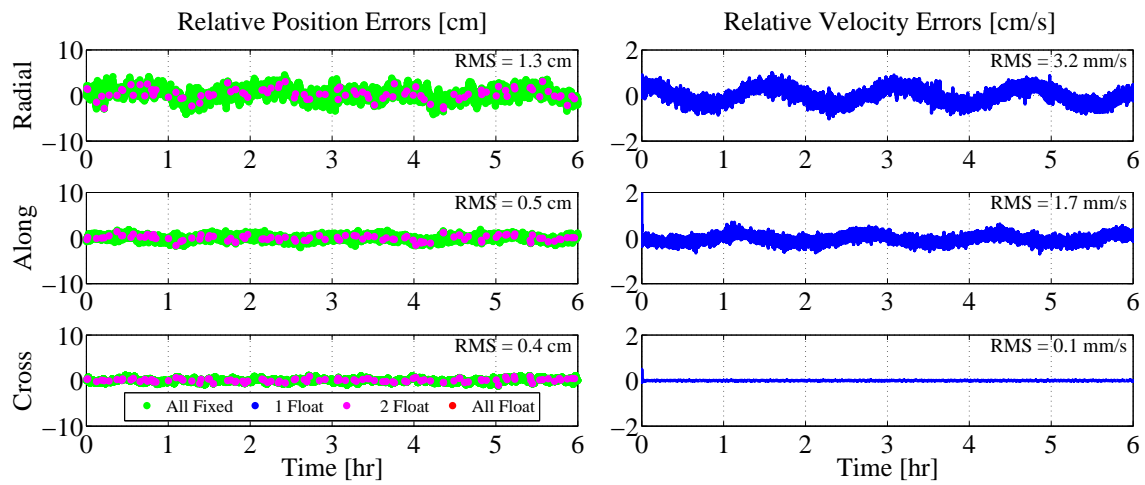 Relative Position Errors [cm]
Relative Velocity Errors [cm/s]
Radial
10
0
−10
RMS = 1.3 cm
0 1 2 3 4 5 6
2
0
−2
RMS = 3.2 mm/s
0 1 2 3 4 5 6
Along
10
0
−10
RMS = 0.5 cm
0 1 2 3 4 5 6
2
0
−2
RMS = 1.7 mm/s
0 1 2 3 4 5 6
Cross
10
0
−10
RMS = 0.4 cm
All Fixed 1 Float 2 Float All Float
0 1 2 3 4 5 6
Time [hr]
2
0
−2
RMS = 0.1 mm/s
0 1 2 3 4 5 6
Time [hr]